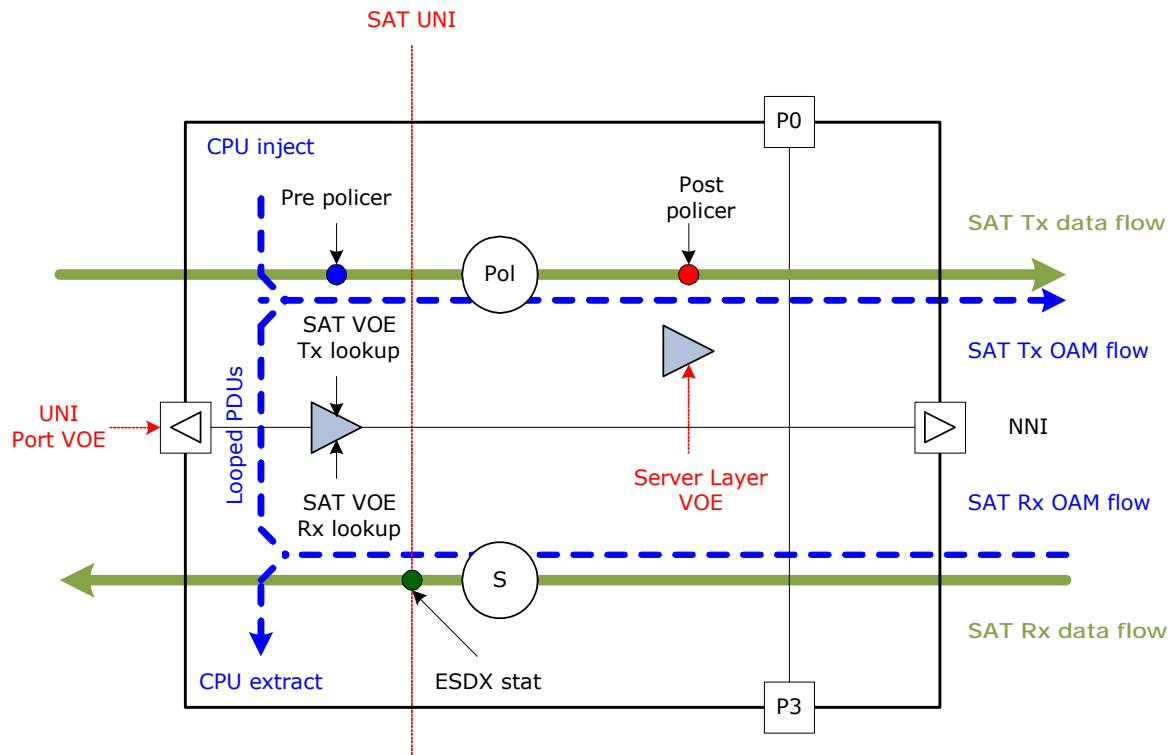 SAT UNI
P0
CPU inject
Pre policer
Post
policer
SAT Tx data flow
Pol
SAT VOE
Tx lookup
SAT Tx OAM flow
Looped PDUs
UNI
Port VOE
NNI
Server Layer
VOE
SAT VOE
Rx lookup
SAT Rx OAM flow
S
SAT Rx data flow
CPU extract
ESDX stat
P3